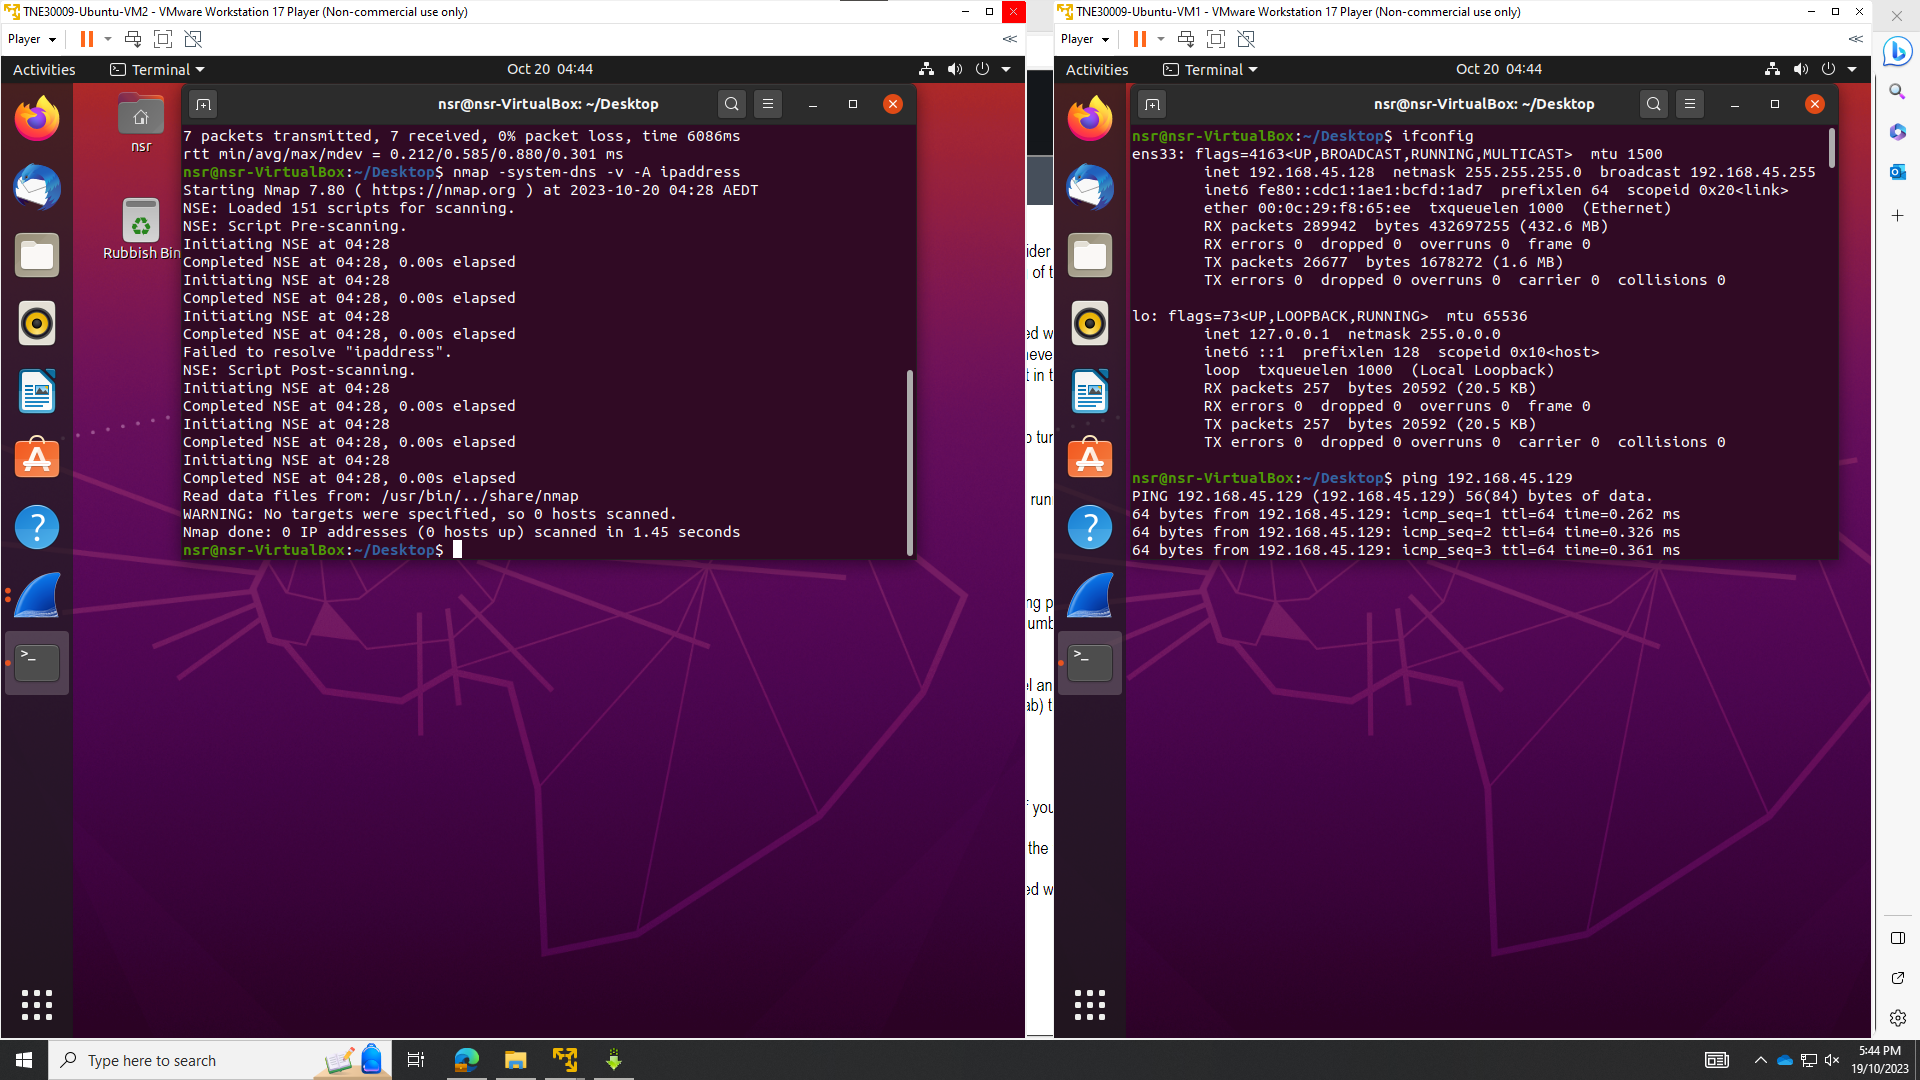 TNE30009-Ubuntu-VM2 - VMware Workstation 17 Player (Non-commercial use only)
Player
Activities
Terminal
Oct 20 04:44
nsr
Rubbish Bin
nsr@nsr-VirtualBox: ~/Desktop
7 packets transmitted, 7 received, 0% packet loss, time 6086ms
rtt min/avg/max/mdev = 0.212/0.585/0.880/0.301 ms
nsr@nsr-VirtualBox:~/Desktop$ nmap -system-dns -v -A ipaddress
Starting Nmap 7.80 ( https://nmap.org ) at 2023-10-20 04:28 AEDT
NSE: Loaded 151 scripts for scanning.
NSE: Script Pre-scanning.
Initiating NSE at 04:28
Completed NSE at 04:28, 0.00s elapsed
Initiating NSE at 04:28
Completed NSE at 04:28, 0.00s elapsed
Initiating NSE at 04:28
Completed NSE at 04:28, 0.00s elapsed
Failed to resolve "ipaddress".
NSE: Script Post-scanning.
Initiating NSE at 04:28
Completed NSE at 04:28, 0.00s elapsed
Initiating NSE at 04:28
Completed NSE at 04:28, 0.00s elapsed
Initiating NSE at 04:28
Completed NSE at 04:28, 0.00s elapsed
Read data files from: /usr/bin/../share/nmap
WARNING: No targets were specified, so 0 hosts scanned.
Nmap done: 0 IP addresses (0 hosts up) scanned in 1.45 seconds
nsr@nsr-VirtualBox:~/Desktop$
TNE30009-Ubuntu-VM1 - VMware Workstation 17 Player (Non-commercial use only)
Player
Activities
Terminal
Oct 20 04:44
nsr@nsr-VirtualBox: ~/Desktop
nsr@nsr-VirtualBox:~/Desktop$ ifconfig
ens33: flags=4163<UP,BROADCAST,RUNNING,MULTICAST>  mtu 1500
inet 192.168.45.128  netmask 255.255.255.0  broadcast 192.168.45.255
inet6 fe80::cdc1:1ae1:bcfd:1ad7  prefixlen 64  scopeid 0x20<link>
ether 00:0c:29:f8:65:ee  txqueuelen 1000  (Ethernet)
RX packets 289942  bytes 432697255 (432.6 MB)
RX errors 0  dropped 0  overruns 0  frame 0
TX packets 26677  bytes 1678272 (1.6 MB)
TX errors 0  dropped 0 overruns 0  carrier 0  collisions 0
lo: flags=73<UP,LOOPBACK,RUNNING>  mtu 65536
inet 127.0.0.1  netmask 255.0.0.0
inet6 ::1  prefixlen 128  scopeid 0x10<host>
loop  txqueuelen 1000  (Local Loopback)
RX packets 257  bytes 20592 (20.5 KB)
RX errors 0  dropped 0  overruns 0  frame 0
TX packets 257  bytes 20592 (20.5 KB)
TX errors 0  dropped 0 overruns 0  carrier 0  collisions 0
nsr@nsr-VirtualBox:~/Desktop$ ping 192.168.45.129
PING 192.168.45.129 (192.168.45.129) 56(84) bytes of data.
64 bytes from 192.168.45.129: icmp_seq=1 ttl=64 time=0.262 ms
64 bytes from 192.168.45.129: icmp_seq=2 ttl=64 time=0.326 ms
64 bytes from 192.168.45.129: icmp_seq=3 ttl=64 time=0.361 ms
Type here to search
5:44 PM
19/10/2023